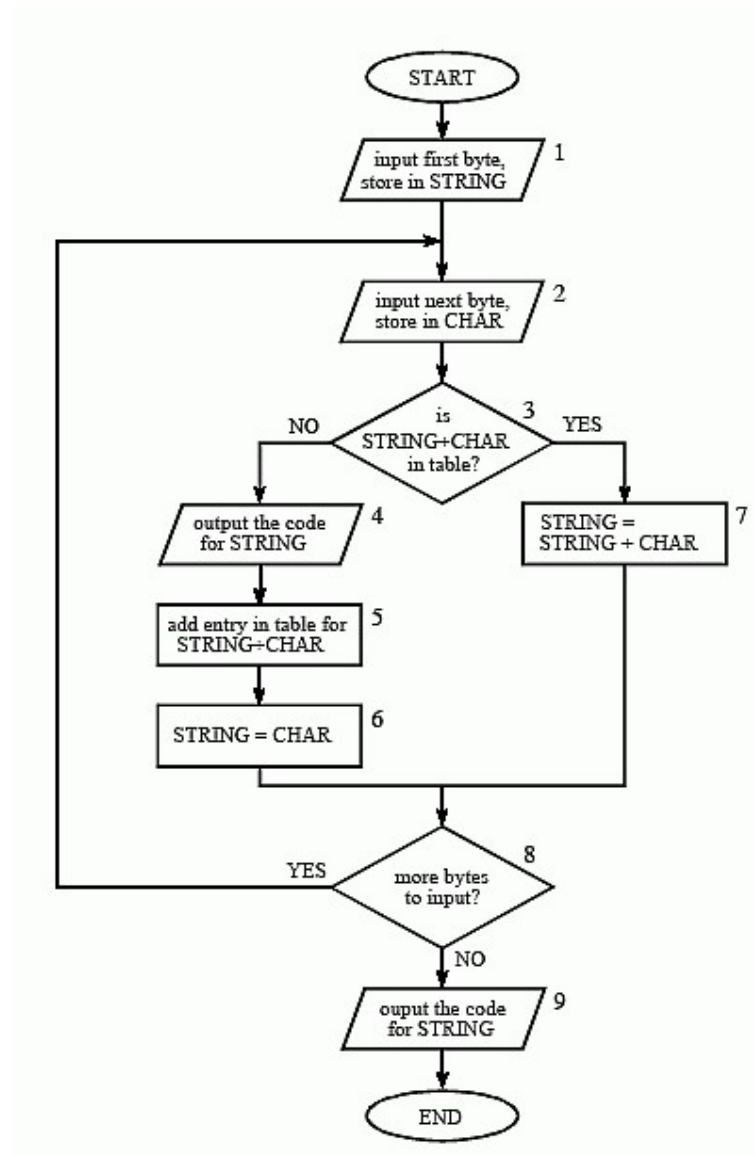 START
input first byte,
store in STRING
1
input next byte,
store in CHAR
2
is
STRING+CHAR
in table?
3
NO
YES
output the code
for STRING
4
STRING =
STRING + CHAR
7
add entry in table for
STRING+CHAR
5
STRING = CHAR
6
more bytes
to input?
8
YES
NO
ouput the code
for STRING
9
END